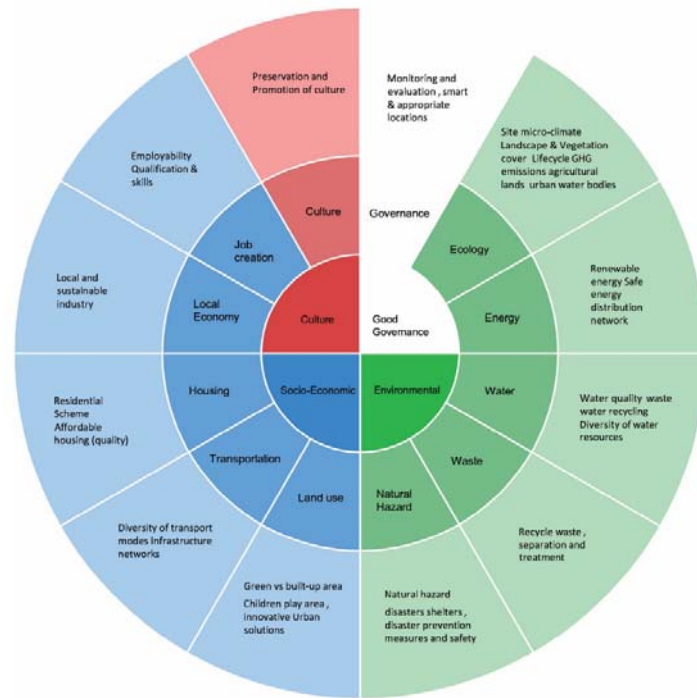 Preservation and
Promotion of culture
Monitoring and
evaluation , smart
& appropriate
locations
Site micro-climate
Landscape & Vegetation
cover Lifecycle GHG
emissions agricultural
lands urban water bodies
Renewable
energy Safe
energy
distribution
network
Water quality waste
water recycling
Diversity of water
resources
Recycle waste ,
separation and
treatment
Natural hazard
disasters shelters ,
disaster prevention
measures and safety
Green vs built-up area
Children play area ,
innovative Urban
solutions
Diversity of transport
modes Infrastructure
networks
Residential
Scheme
Affordable
housing (quality)
Local and
sustainable
industry
Employability
Qualification &
skills
Culture
Governance
Ecology
Energy
Water
Waste
Natural
Hazard
Land use
Transportation
Housing
Local
Economy
Job
creation
Culture
Good
Governance
Environmental
Socio-Economic